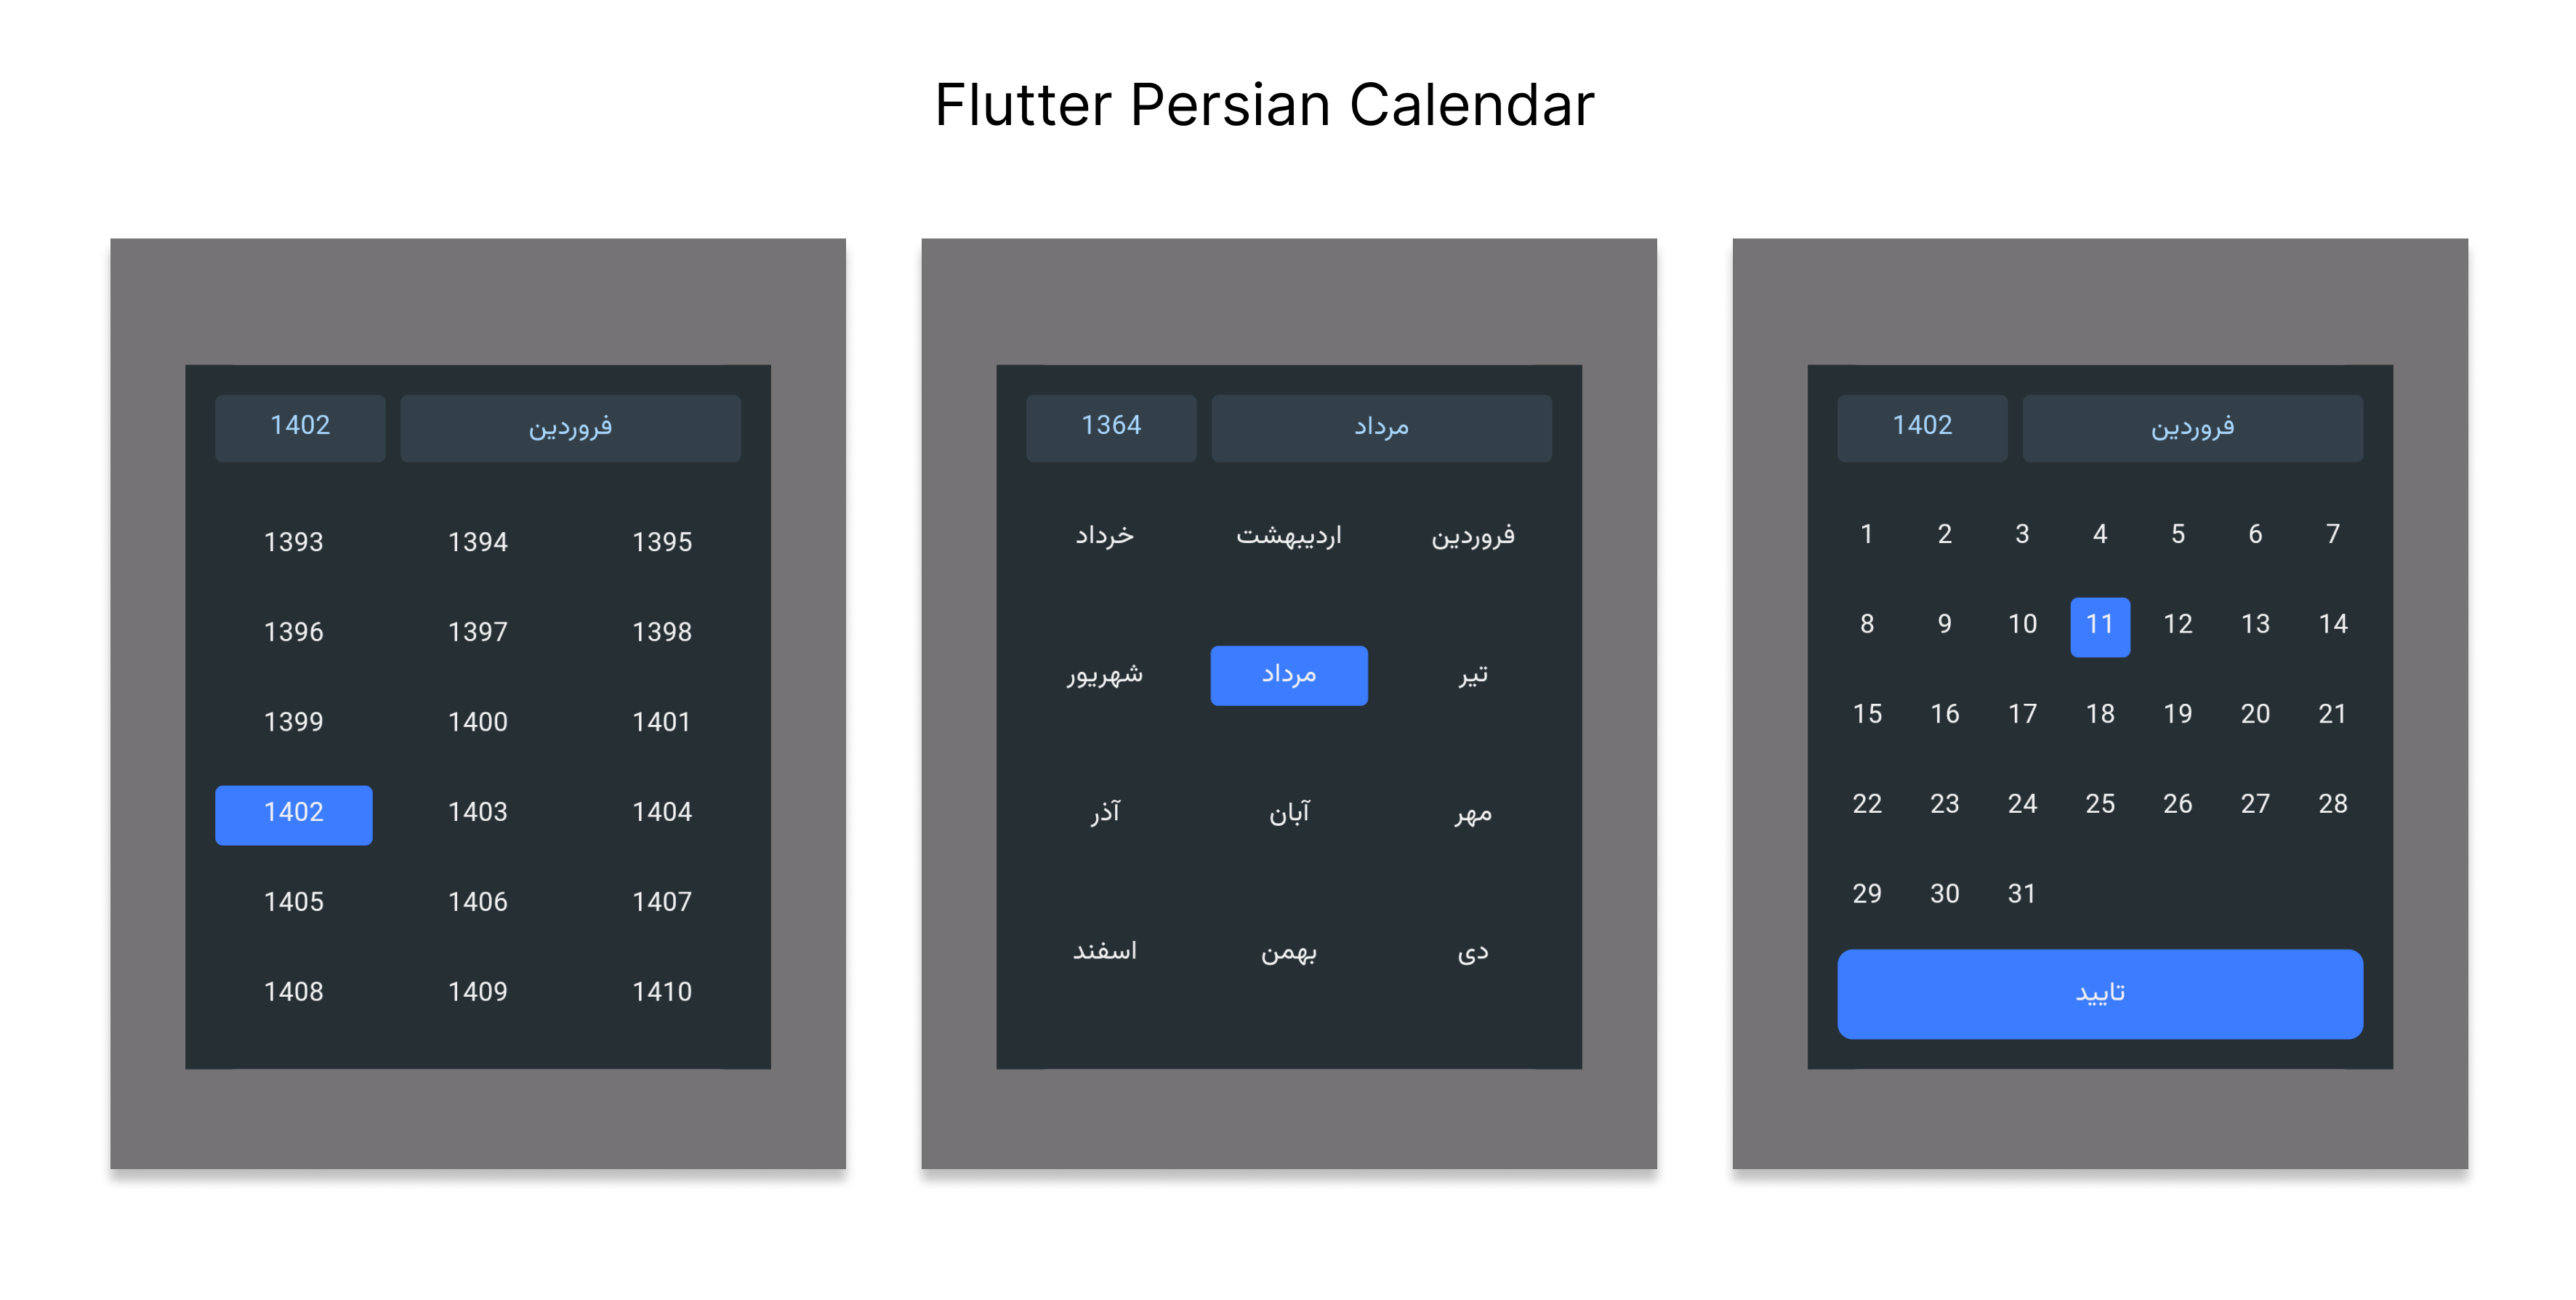 Flutter Persian Calendar
1402 فروردین
1393 1394 1395
1396 1397 1398
1399 1400 1401
1402 1403 1404
1405 1406 1407
1408 1409 1410
1364 مرداد
فروردین اردیبهشت خرداد
تیر مرداد شهریور
مهر آبان آذر
دی بهمن اسفند
1402 فروردین
1 2 3 4 5 6 7
8 9 10 11 12 13 14
15 16 17 18 19 20 21
22 23 24 25 26 27 28
29 30 31
تایید